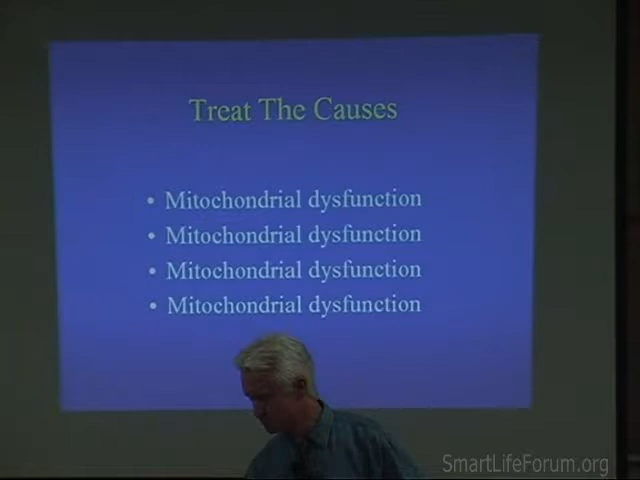 Treat The Causes
• Mitochondrial dysfunction
• Mitochondrial dysfunction
• Mitochondrial dysfunction
• Mitochondrial dysfunction
SmartLifeForum.org